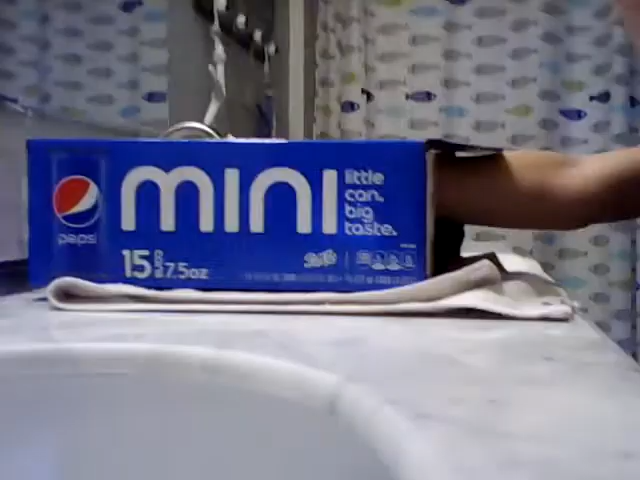 mini
little
can.
big
taste.
pepsi
15 7.5oz